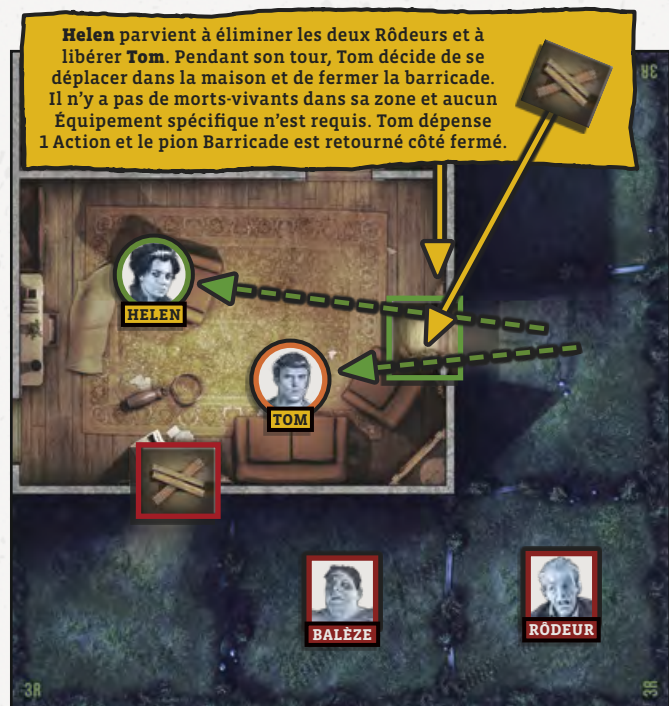 Helen parvient à éliminer les deux Rôdeurs et à
libérer Tom. Pendant son tour, Tom décide de se
déplacer dans la maison et de fermer la barricade.
Il n’y a pas de morts-vivants dans sa zone et aucun
Équipement spécifique n’est requis. Tom dépense
1 Action et le pion Barricade est retourné côté fermé.
3R
HELEN
TOM
BALÈZE
RÔDEUR
3R
3R